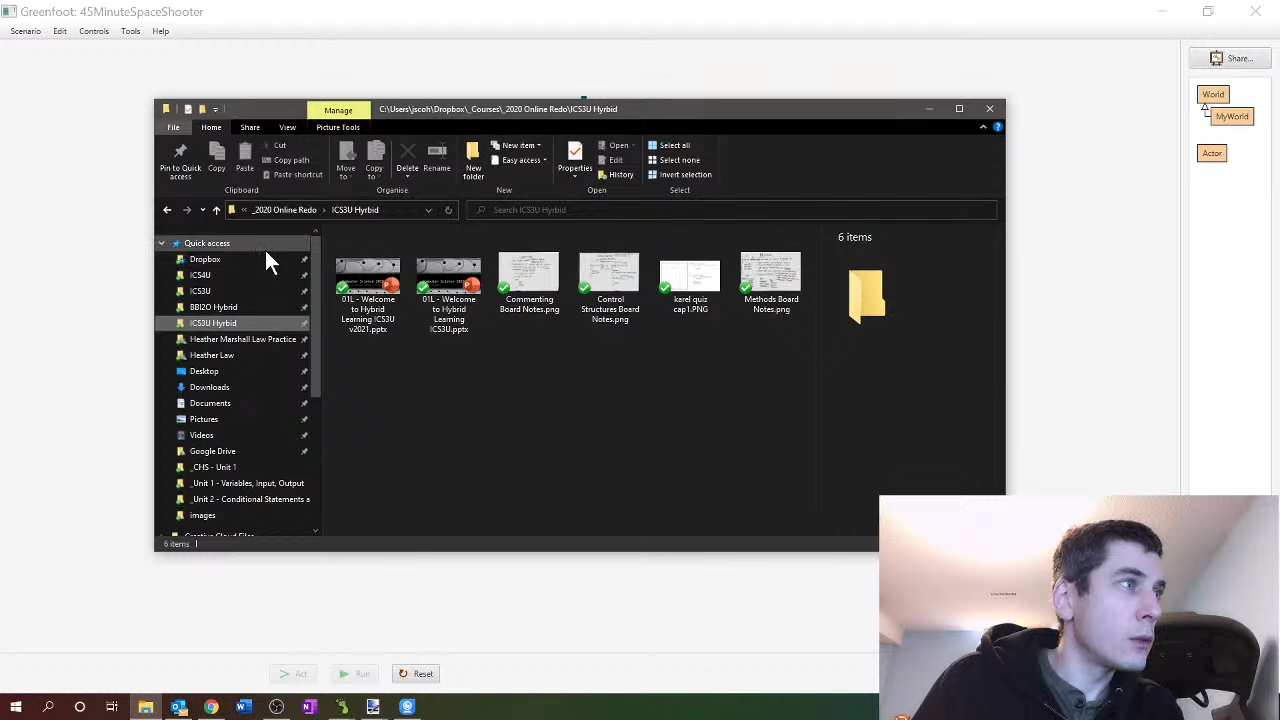 Greenfoot: 45MinuteSpaceShooter
Scenario Edit Controls Tools Help
Share...
World
MyWorld
Actor
Manage C:\Users\jscoh\Dropbox\_Courses\_2020 Online Redo\ICS3U Hyrbid
File Home Share View Picture Tools
Pin to Quick access
Copy
Paste
Cut
Copy path
Paste shortcut
Clipboard
Move to
Copy to
Delete
Rename
Organise
New folder
New item
Easy access
New
Properties
Open
Edit
History
Open
Select all
Select none
Invert selection
Select
« _2020 Online Redo › ICS3U Hyrbid
Search ICS3U Hyrbid
Quick access
Dropbox
ICS4U
ICS3U
BBI2O Hybrid
ICS3U Hyrbid
Heather Marshall Law Practice
Heather Law
Desktop
Downloads
Documents
Pictures
Videos
Google Drive
_CHS - Unit 1
_Unit 1 - Variables, Input, Output
_Unit 2 - Conditional Statements a
images
01L - Welcome
to Hybrid
Learning ICS3U
v2021.pptx
01L - Welcome
to Hybrid
Learning
ICS3U.pptx
Commenting
Board Notes.png
Control
Structures Board
Notes.png
karel quiz
cap1.PNG
Methods Board
Notes.png
6 items
6 items
Act
Run
Reset